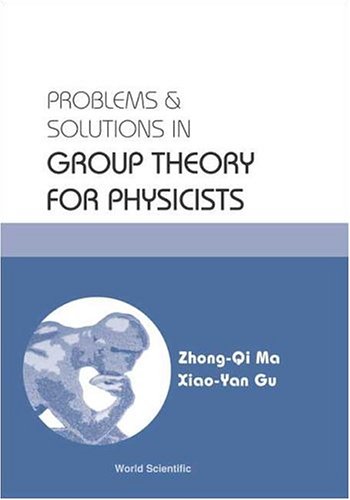 PROBLEMS &
SOLUTIONS IN
GROUP THEORY
FOR PHYSICISTS
Zhong-Qi Ma
Xiao-Yan Gu
World Scientific